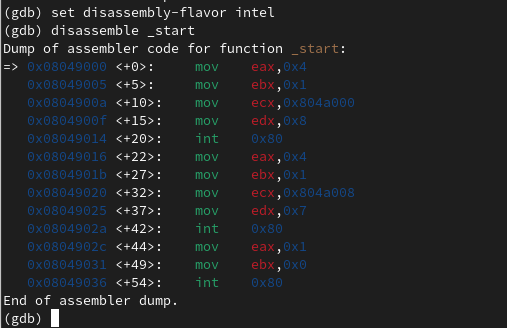 (gdb) set disassembly-flavor intel
(gdb) disassemble _start
Dump of assembler code for function _start:
=> 0x08049000 <+0>:     mov    eax,0x4
   0x08049005 <+5>:     mov    ebx,0x1
   0x0804900a <+10>:    mov    ecx,0x804a000
   0x0804900f <+15>:    mov    edx,0x8
   0x08049014 <+20>:    int    0x80
   0x08049016 <+22>:    mov    eax,0x4
   0x0804901b <+27>:    mov    ebx,0x1
   0x08049020 <+32>:    mov    ecx,0x804a008
   0x08049025 <+37>:    mov    edx,0x7
   0x0804902a <+42>:    int    0x80
   0x0804902c <+44>:    mov    eax,0x1
   0x08049031 <+49>:    mov    ebx,0x0
   0x08049036 <+54>:    int    0x80
End of assembler dump.
(gdb)